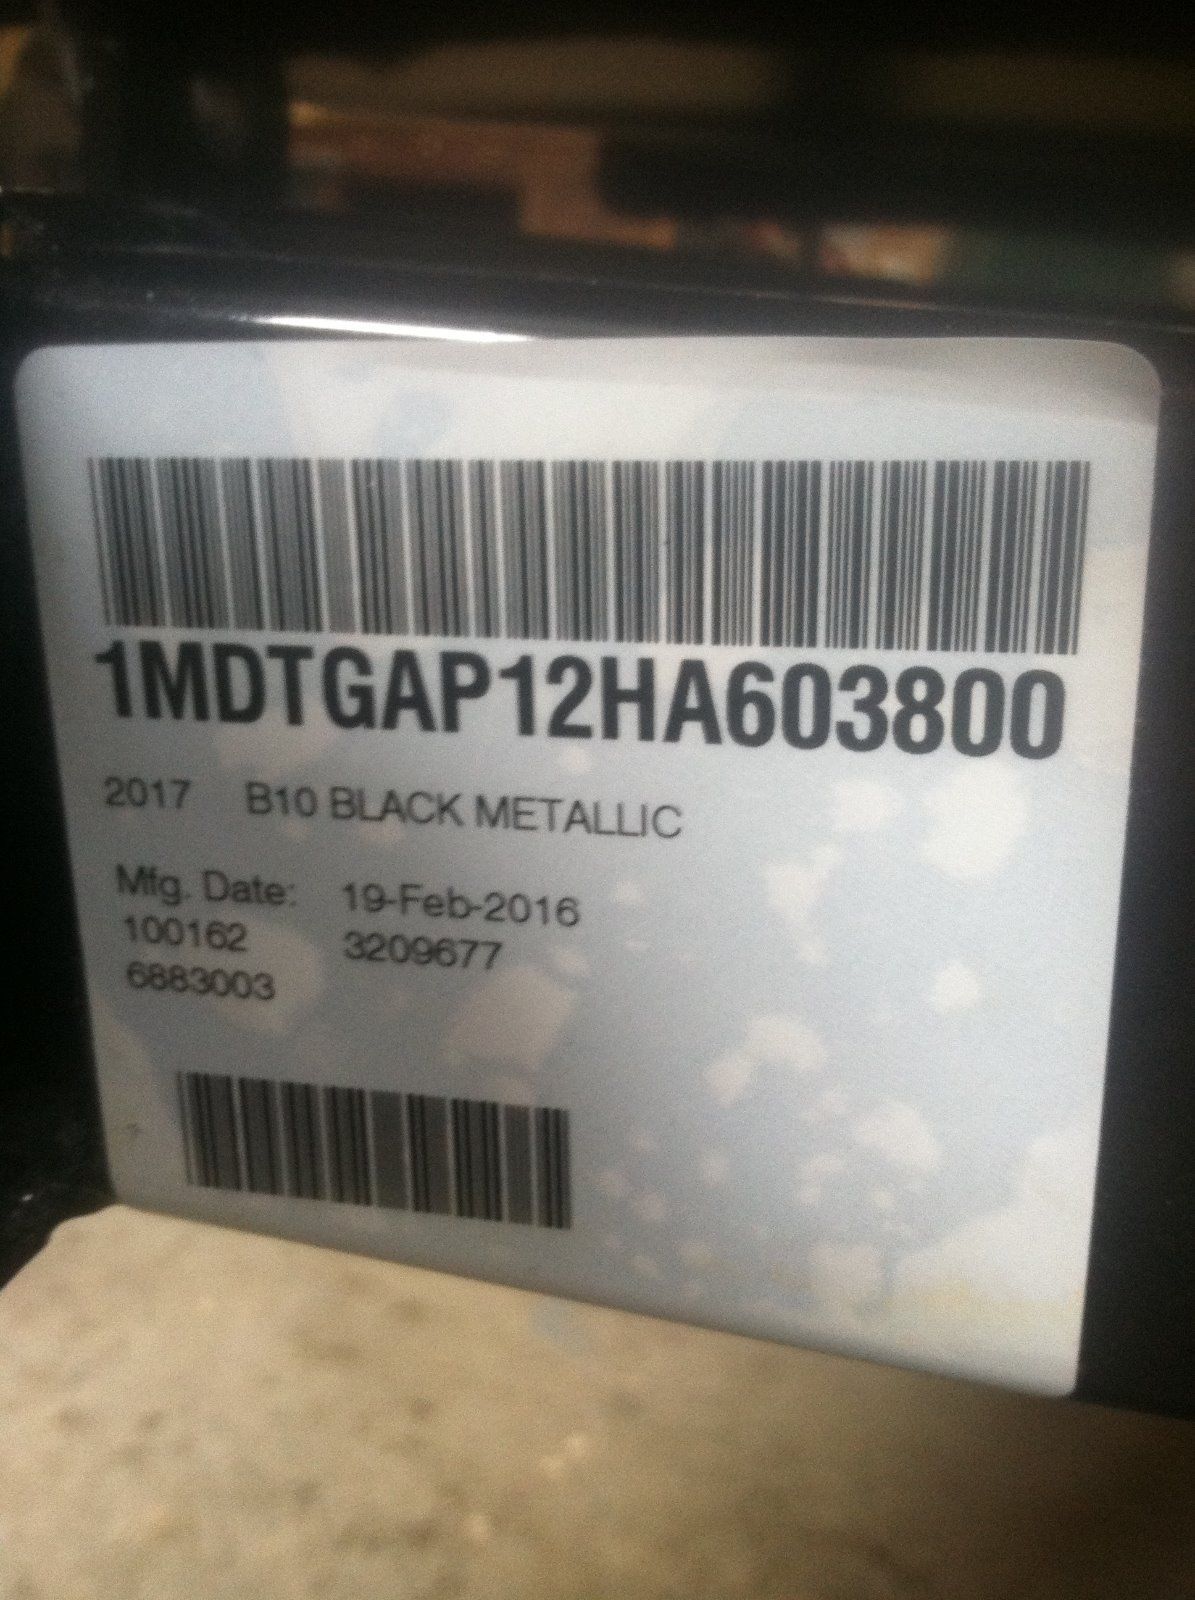 1MDTGAP12HA603800
2017 B10 BLACK METALLIC
Mfg. Date: 19-Feb-2016
100162 3209677
6883003